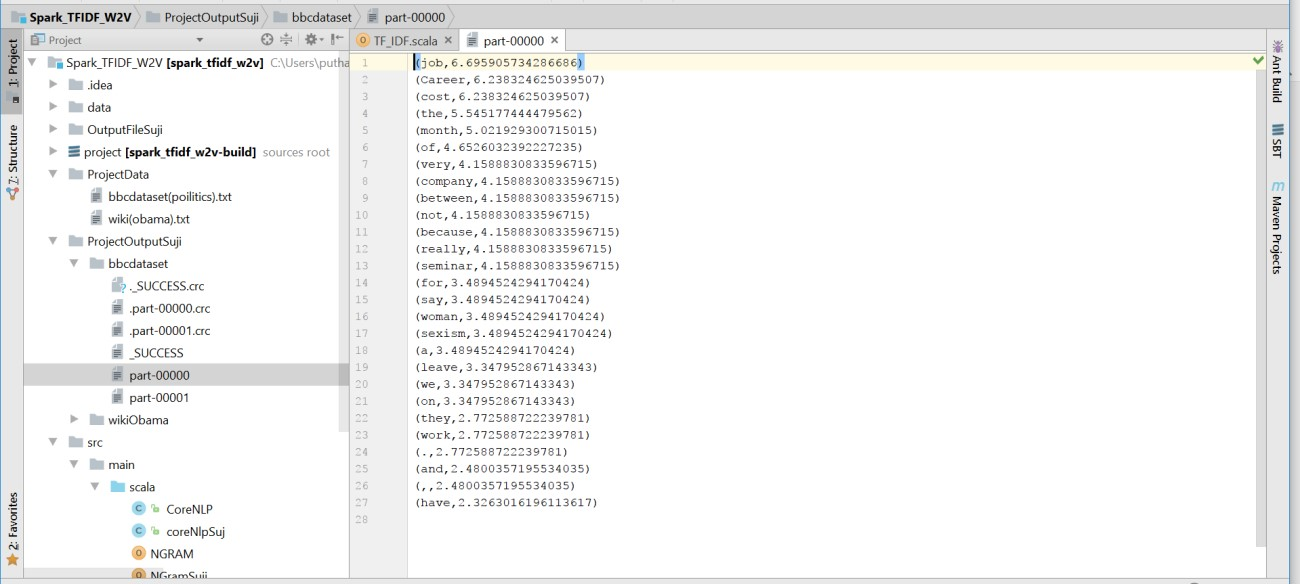 Spark_TFIDF_W2V ProjectOutputSuji bbcdataset part-00000
Project
TF_IDF.scala
part-00000
1: Project
7: Structure
2: Favorites
Spark_TFIDF_W2V [spark_tfidf_w2v] C:\Users\putha
.idea
data
OutputFileSuji
project [spark_tfidf_w2v-build] sources root
ProjectData
bbcdataset(poilitics).txt
wiki(obama).txt
ProjectOutputSuji
bbcdataset
._SUCCESS.crc
.part-00000.crc
.part-00001.crc
_SUCCESS
part-00000
part-00001
wikiObama
src
main
scala
CoreNLP
coreNlpSuj
NGRAM
NGramSuji
1 (job,6.695905734286686)
2 (Career,6.238324625039507)
3 (cost,6.238324625039507)
4 (the,5.545177444479562)
5 (month,5.021929300715015)
6 (of,4.6526032392227235)
7 (very,4.1588830833596715)
8 (company,4.1588830833596715)
9 (between,4.1588830833596715)
10 (not,4.1588830833596715)
11 (because,4.1588830833596715)
12 (really,4.1588830833596715)
13 (seminar,4.1588830833596715)
14 (for,3.4894524294170424)
15 (say,3.4894524294170424)
16 (woman,3.4894524294170424)
17 (sexism,3.4894524294170424)
18 (a,3.4894524294170424)
19 (leave,3.347952867143343)
20 (we,3.347952867143343)
21 (on,3.347952867143343)
22 (they,2.772588722239781)
23 (work,2.772588722239781)
24 (.,2.772588722239781)
25 (and,2.4800357195534035)
26 (,,2.4800357195534035)
27 (have,2.3263016196113617)
28
Ant Build
SBT
Maven Projects